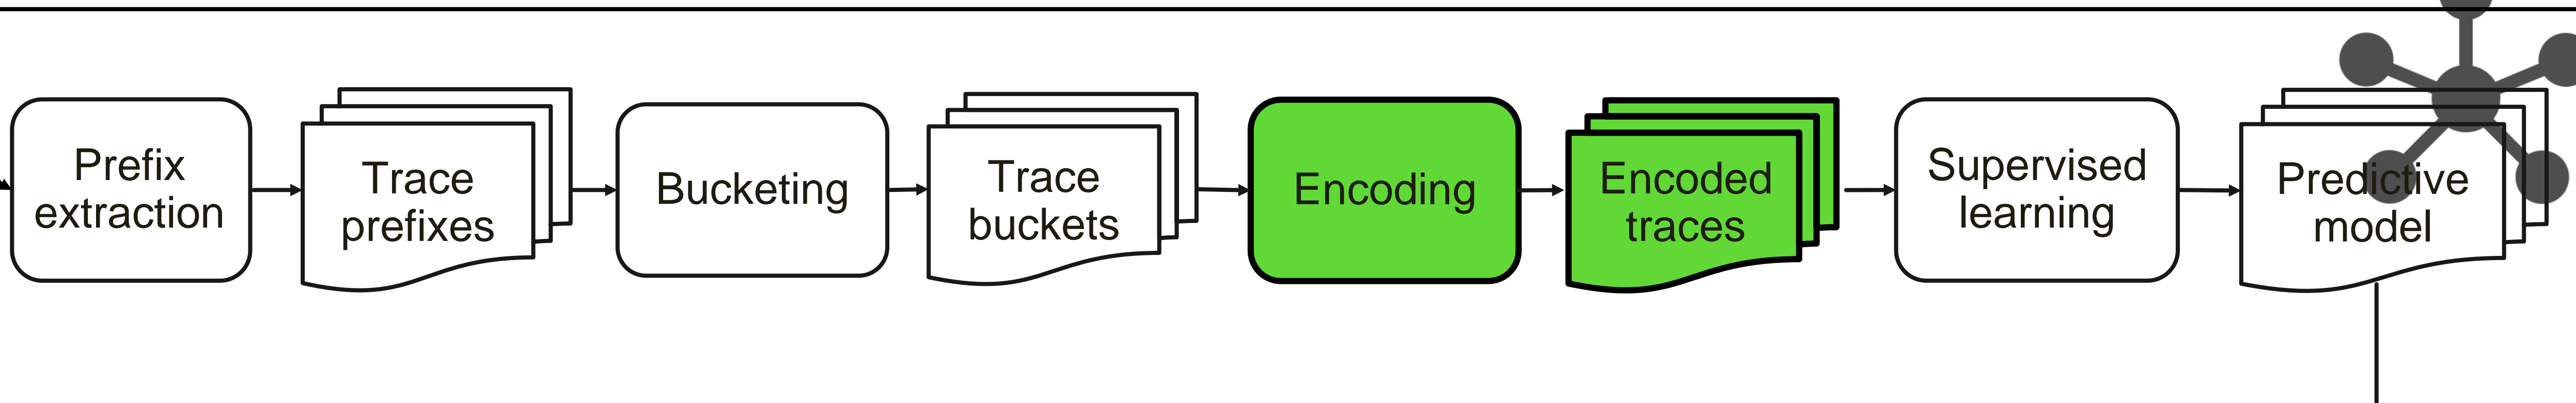 Prefix
extraction
Trace
prefixes
Bucketing
Trace
buckets
Encoding
Encoded
traces
Supervised
learning
Predictive
model